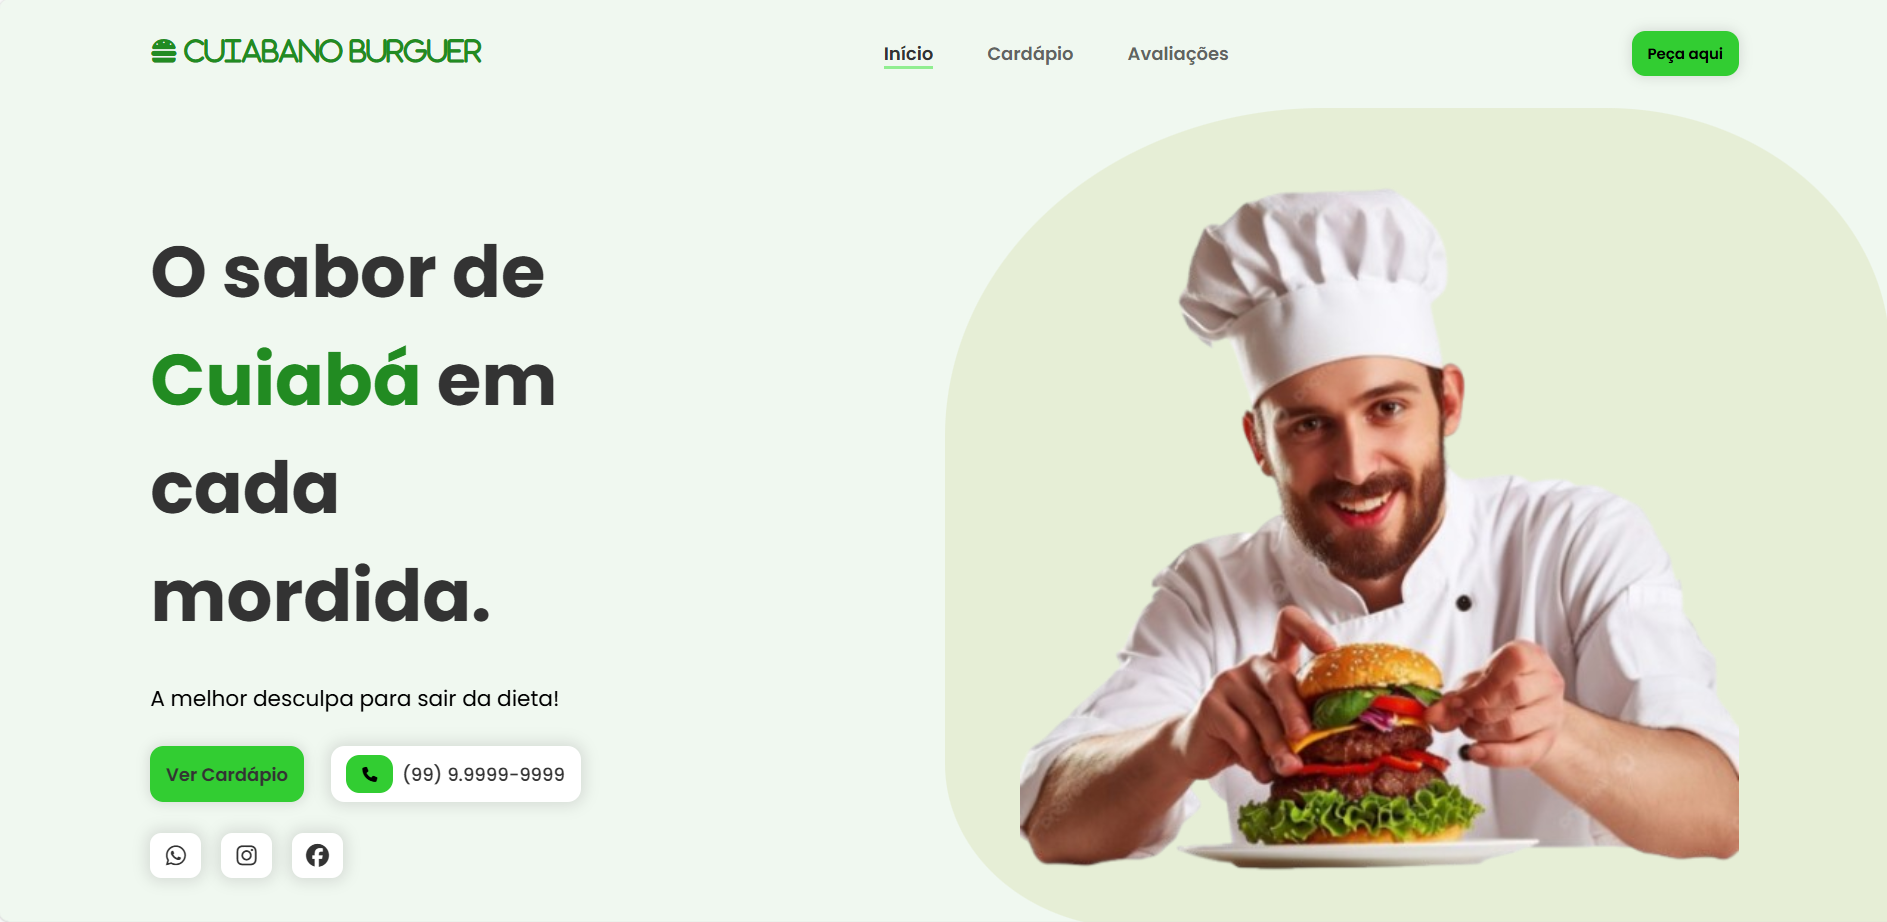 CUIABANO BURGUER
Início
Cardápio
Avaliações
Peça aqui
O sabor de
Cuiabá em
cada
mordida.
A melhor desculpa para sair da dieta!
Ver Cardápio
(99) 9.9999-9999